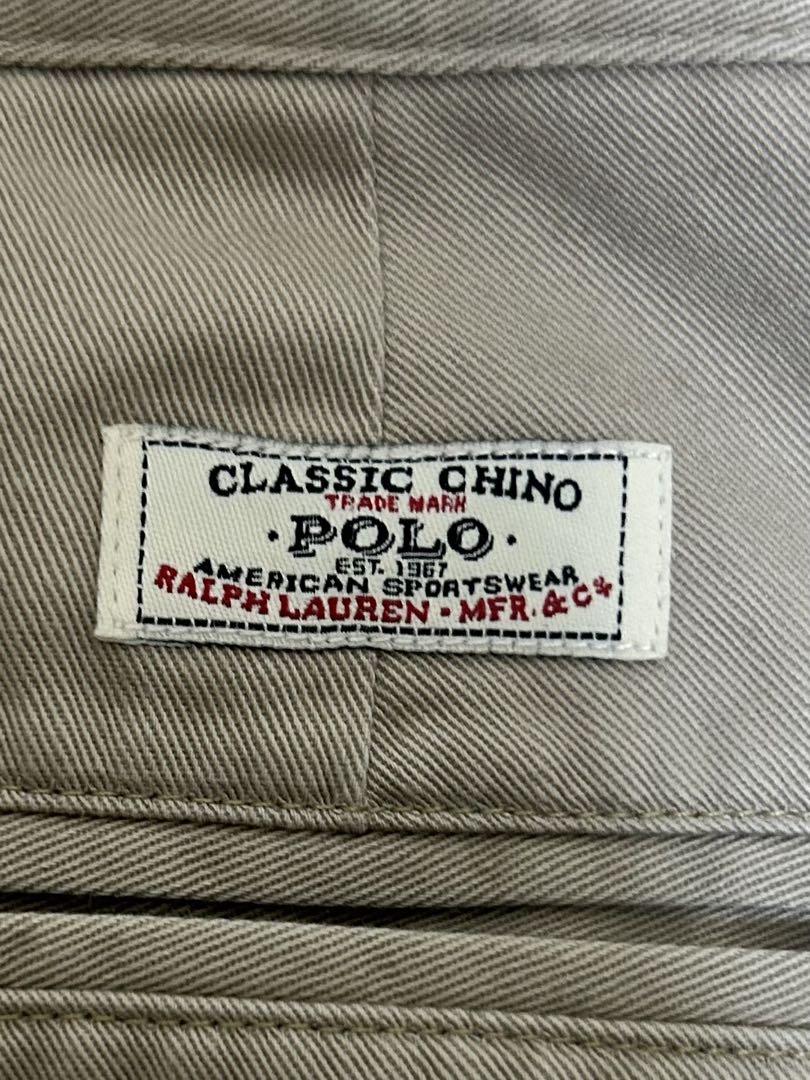 CLASSIC CHINO
TRADE MARK
· POLO ·
EST. 1967
AMERICAN SPORTSWEAR
RALPH LAUREN - MFR. & Co